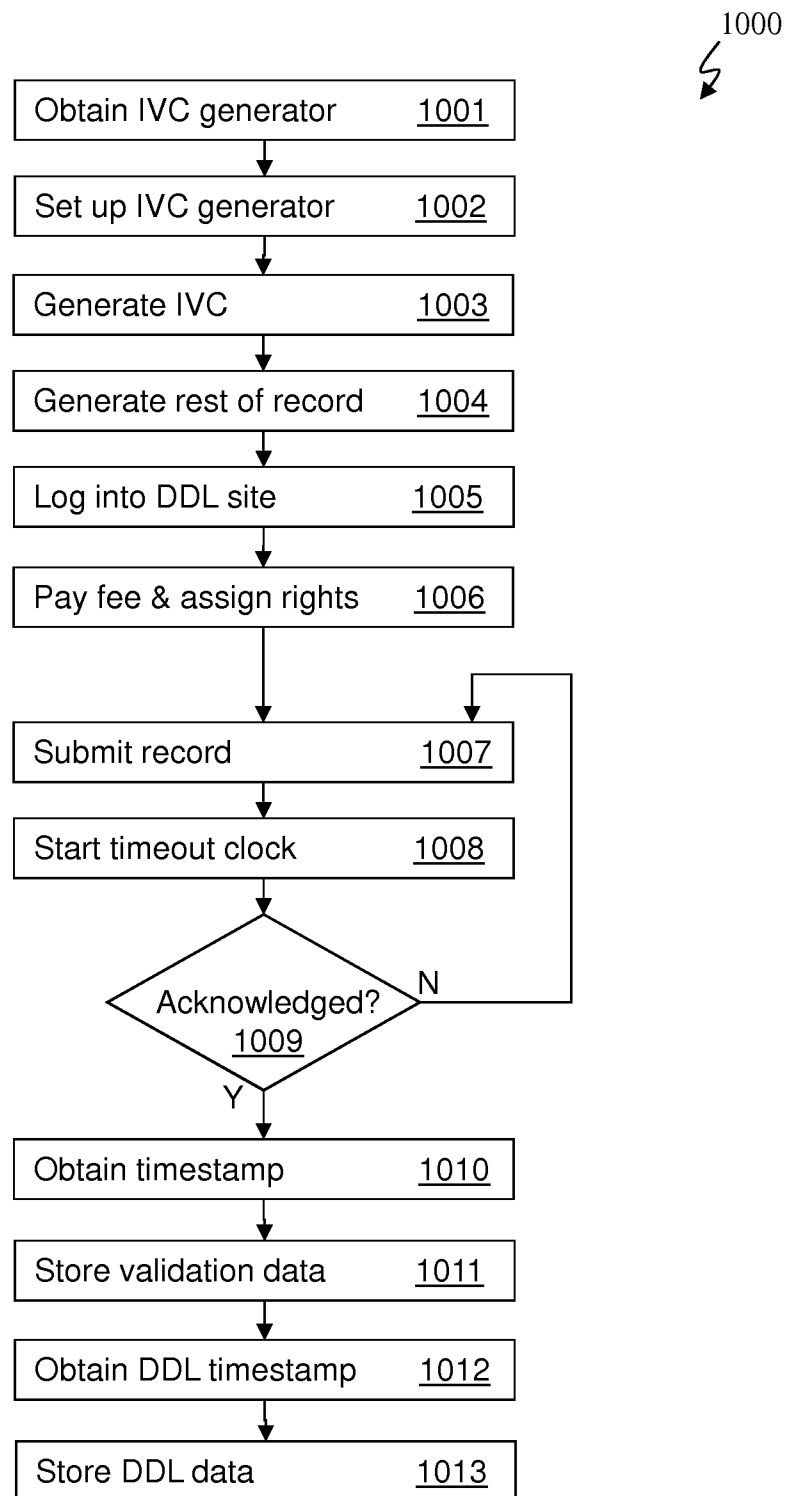 1000
Obtain IVC generator 1001
Set up IVC generator 1002
Generate IVC 1003
Generate rest of record 1004
Log into DDL site 1005
Pay fee & assign rights 1006
Submit record 1007
Start timeout clock 1008
N
Acknowledged?
1009
Y
Obtain timestamp 1010
Store validation data 1011
Obtain DDL timestamp 1012
Store DDL data 1013